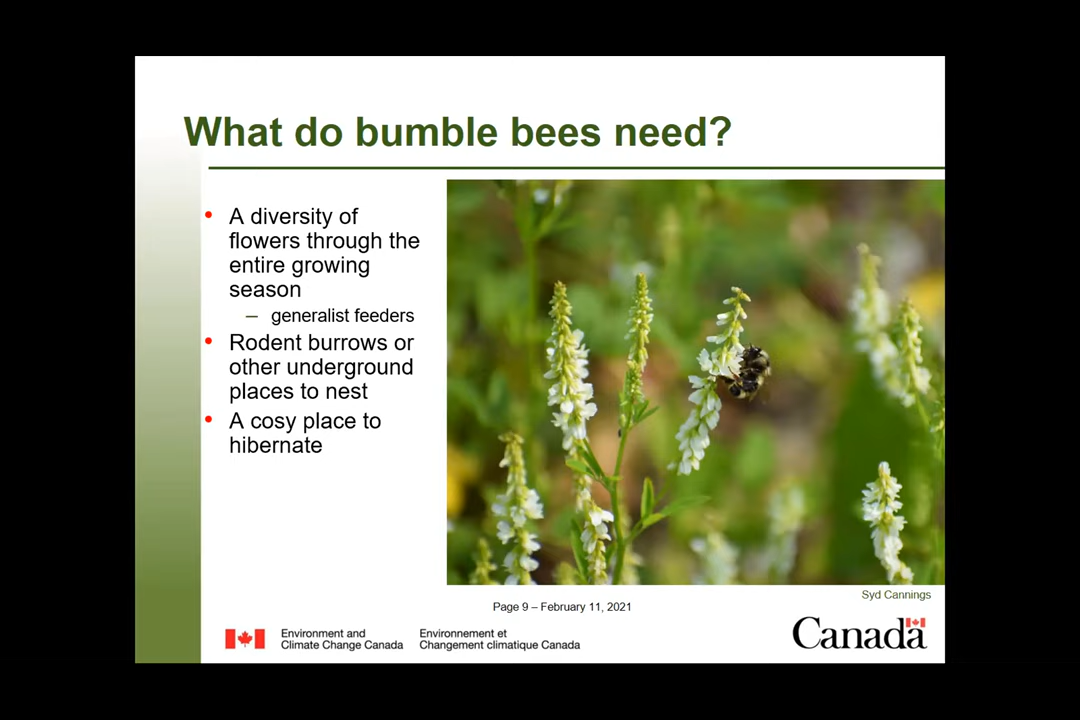 What do bumble bees need?
• A diversity of
flowers through the
entire growing
season
– generalist feeders
• Rodent burrows or
other underground
places to nest
• A cosy place to
hibernate
Syd Cannings
Page 9 – February 11, 2021
Environment and
Climate Change Canada
Environnement et
Changement climatique Canada
Canada